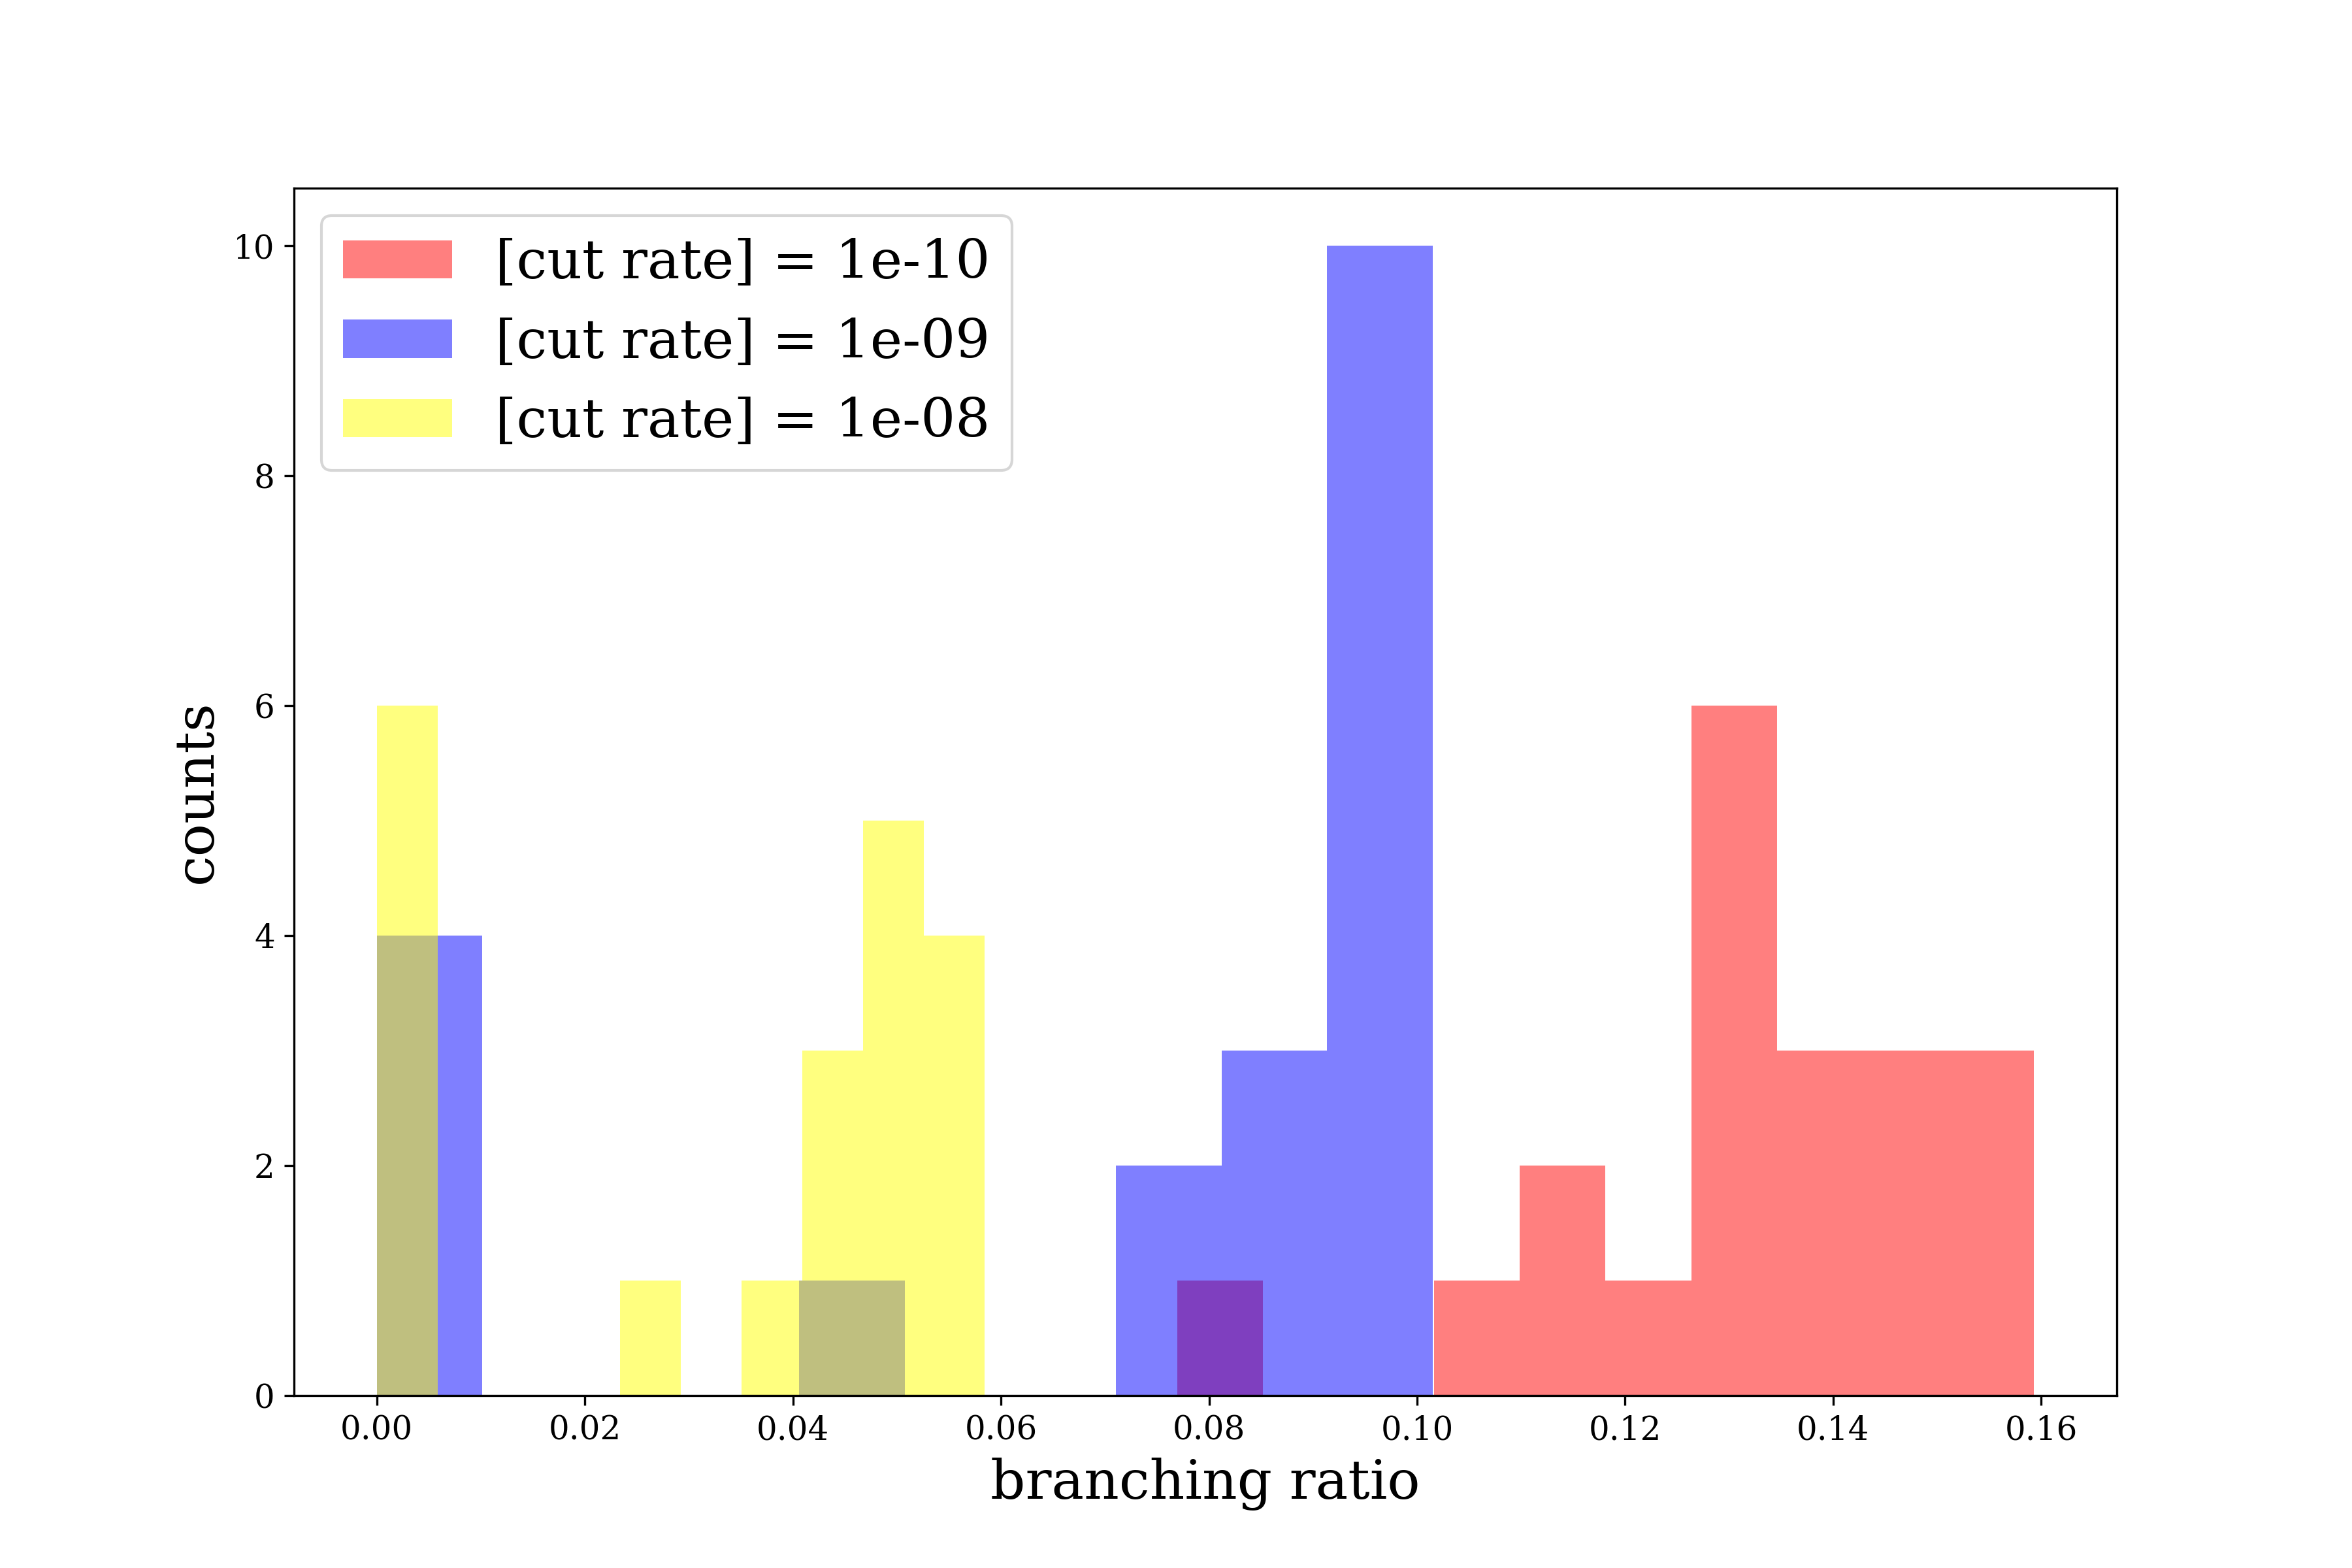 [cut rate] = 1e-10
[cut rate] = 1e-09
[cut rate] = 1e-08
10
8
6
4
2
0
counts
0.00 0.02 0.04 0.06 0.08 0.10 0.12 0.14 0.16
branching ratio